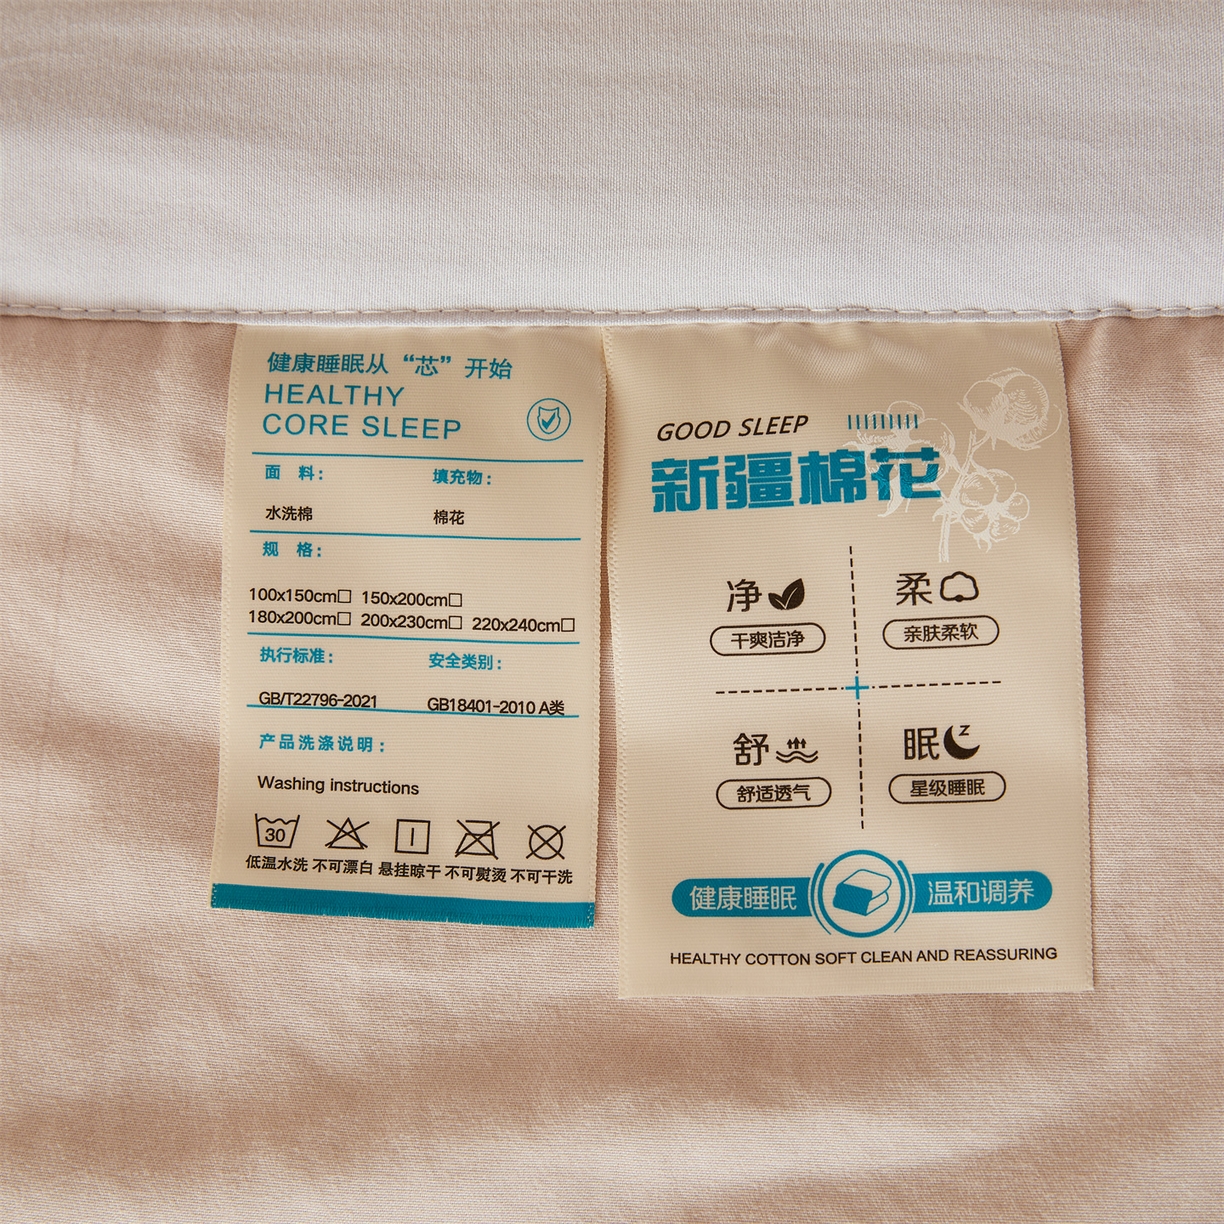 健康睡眠从“芯”开始
HEALTHY
CORE SLEEP
面 料： 填充物：
水洗棉 棉花
规 格：
100x150cm□ 150x200cm□
180x200cm□ 200x230cm□ 220x240cm□
执行标准： 安全类别：
GB/T22796-2021 GB18401-2010 A类
产品洗涤说明：
Washing instructions
30
低温水洗 不可漂白 悬挂晾干 不可熨烫 不可干洗
GOOD SLEEP
新疆棉花
净 柔
干爽洁净 亲肤柔软
舒 眠
舒适透气 星级睡眠
健康睡眠 温和调养
HEALTHY COTTON SOFT CLEAN AND REASSURING